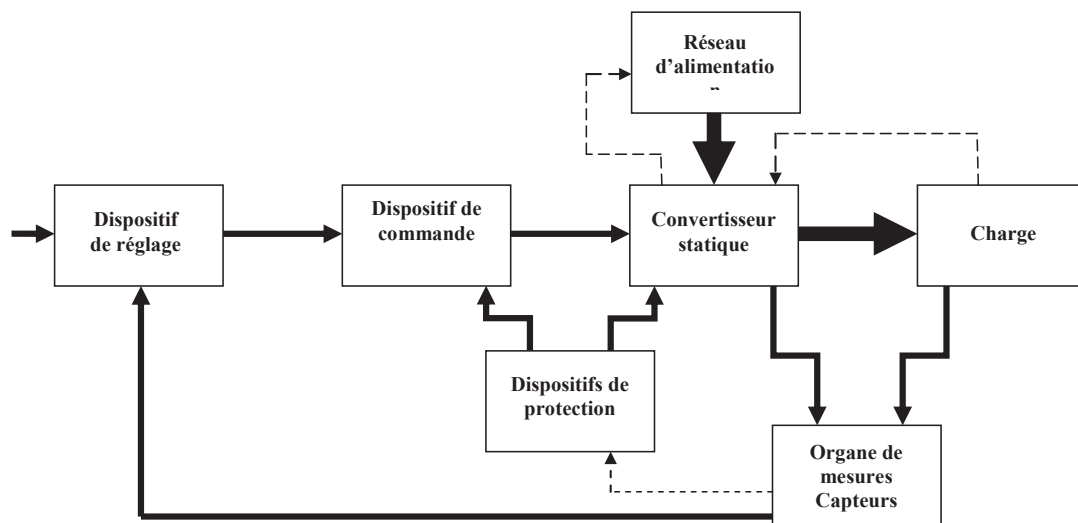 Réseau
d'alimentatio
n
Dispositif
de réglage
Dispositif de
commande
Convertisseur
statique
Charge
Dispositifs de
protection
Organe de
mesures
Capteurs